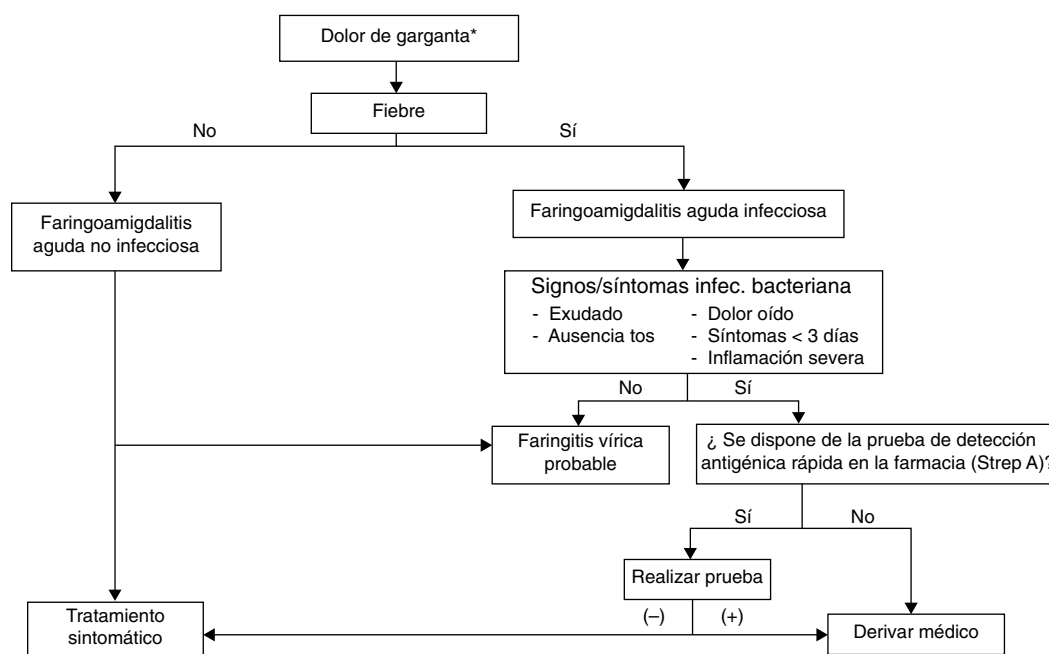 Dolor de garganta*
Fiebre
No
Sí
Faringoamigdalitis
aguda no infecciosa
Faringoamigdalitis aguda infecciosa
Signos/síntomas infec. bacteriana
- Exudado
- Ausencia tos
- Dolor oído
- Síntomas < 3 días
- Inflamación severa
No
Sí
Faringitis vírica
probable
¿ Se dispone de la prueba de detección
antigénica rápida en la farmacia (Strep A)?
Sí
No
Realizar prueba
(–)
(+)
Tratamiento
sintomático
Derivar médico